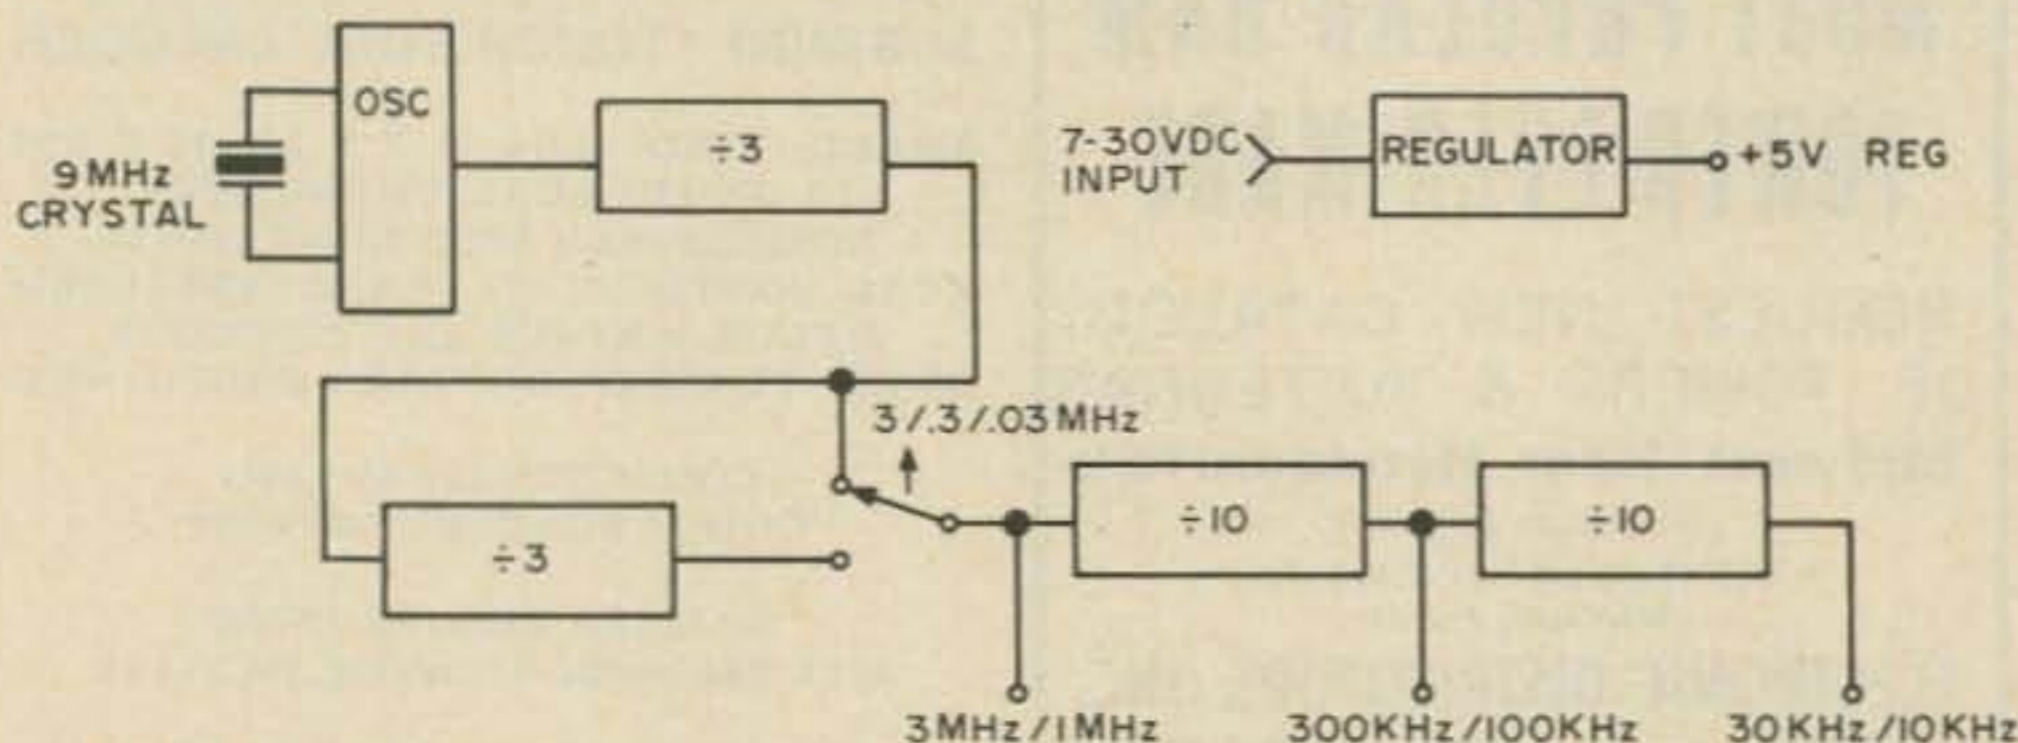 OSC
9MHz
CRYSTAL
÷3
7-30VDC
INPUT
REGULATOR
+5V REG
3/.3/.03MHz
÷3
÷10
÷10
3MHz/1MHz
300KHz/100KHz
30KHz/10KHz